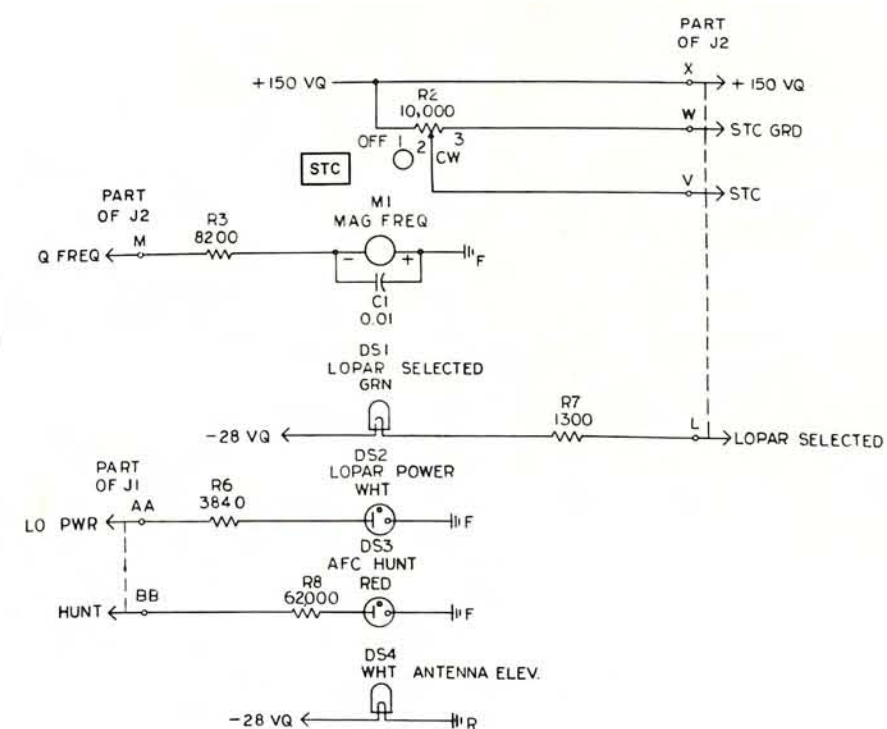 PART
OF J2
X
+150 VQ
+ 150 VQ
R2
10,000
W
STC GRD
OFF 1 2 3
CW
STC
V
STC
PART
OF J2
M
R3
8200
M1
MAG FREQ
Q FREQ
- +
F
C1
0.01
DS1
LOPAR SELECTED
GRN
R7
1300
L
-28 VQ
LOPAR SELECTED
DS2
LOPAR POWER
WHT
PART
OF J1
AA
R6
3840
LO PWR
F
DS3
AFC HUNT
RED
BB
R8
62,000
HUNT
F
DS4
WHT ANTENNA ELEV.
-28 VQ
R